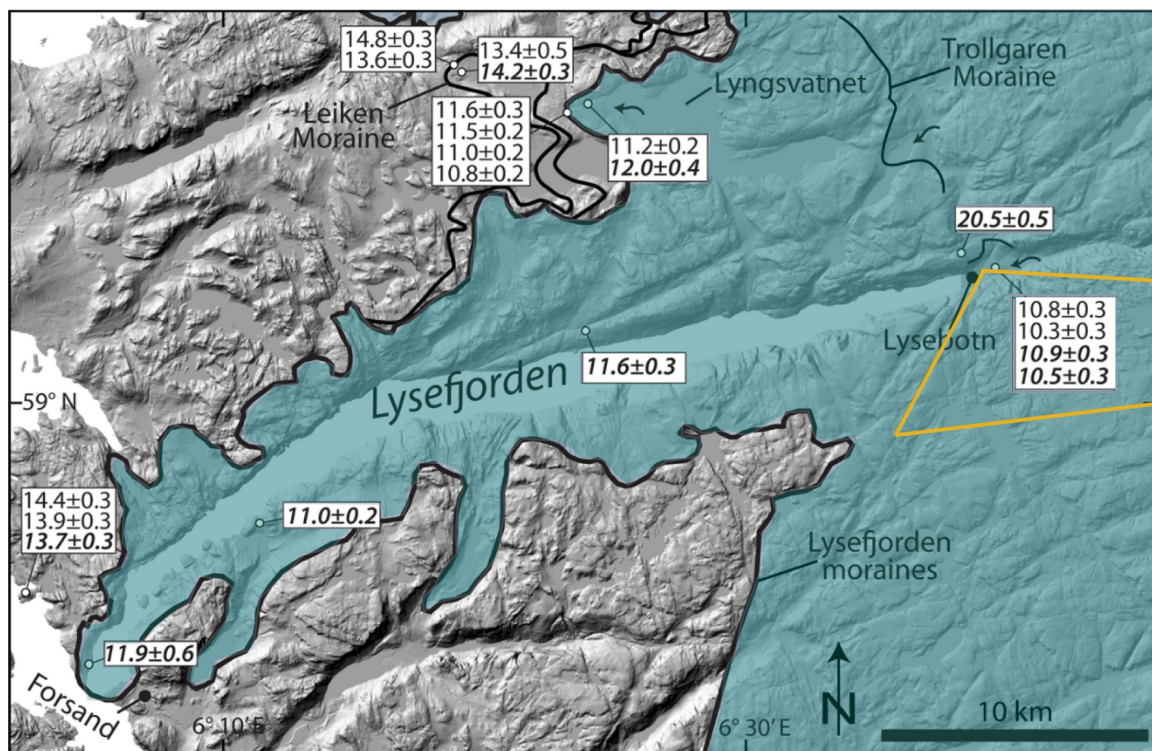 14.8±0.3
13.6±0.3
13.4±0.5
14.2±0.3
Leiken
Moraine
Trollgaren
Moraine
Lyngsvatnet
11.6±0.3
11.5±0.2
11.0±0.2
10.8±0.2
11.2±0.2
12.0±0.4
20.5±0.5
10.8±0.3
10.3±0.3
10.9±0.3
10.5±0.3
Lysebotn
11.6±0.3
Lysefjorden
59° N
14.4±0.3
13.9±0.3
13.7±0.3
11.0±0.2
Lysefjorden
moraines
11.9±0.6
Forsand
6° 10' E
6° 30' E
N
10 km